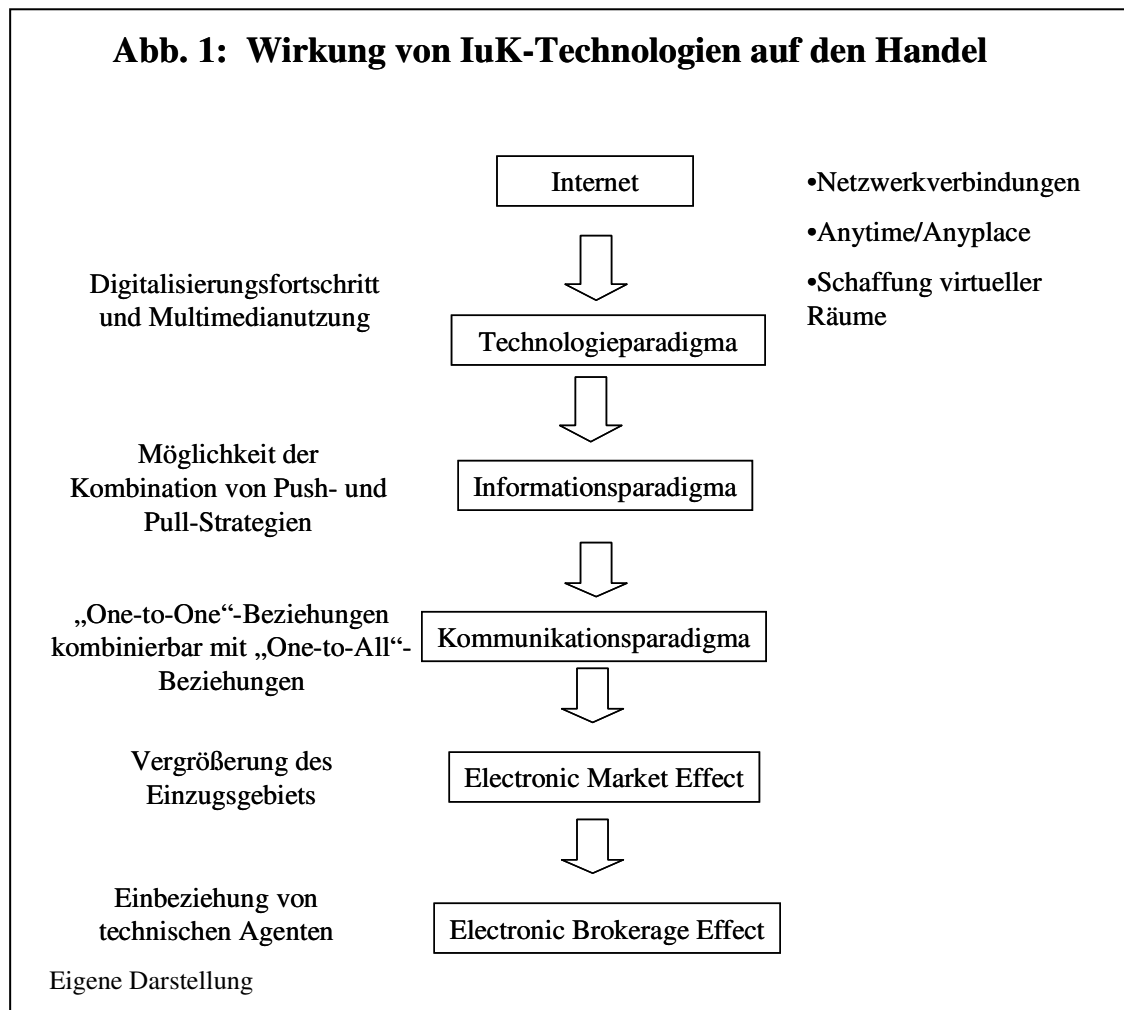 Abb. 1: Wirkung von IuK-Technologien auf den Handel
Internet
•Netzwerkverbindungen
•Anytime/Anyplace
•Schaffung virtueller
Räume
Digitalisierungsfortschritt
und Multimedianutzung
Technologieparadigma
Möglichkeit der
Kombination von Push- und
Pull-Strategien
Informationsparadigma
„One-to-One“-Beziehungen
kombinierbar mit „One-to-All“-
Beziehungen
Kommunikationsparadigma
Vergrößerung des
Einzugsgebiets
Electronic Market Effect
Einbeziehung von
technischen Agenten
Electronic Brokerage Effect
Eigene Darstellung